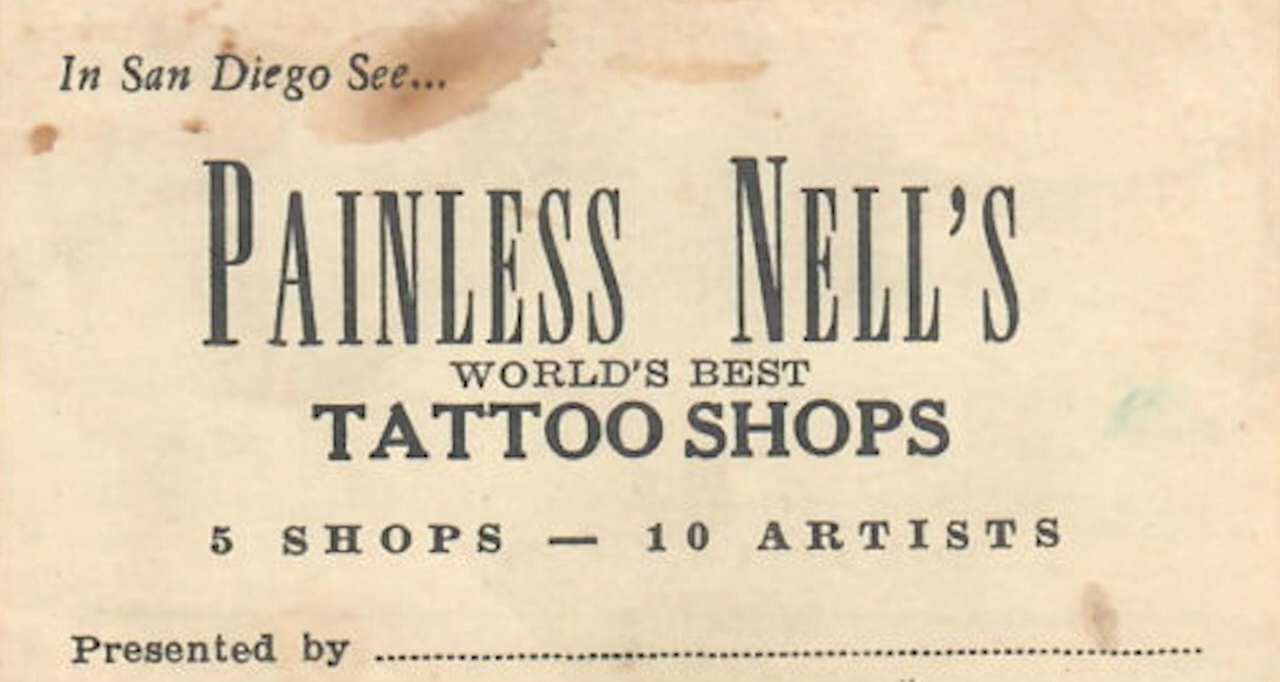 In San Diego See...
PAINLESS NELL'S
WORLD'S BEST
TATTOO SHOPS
5 SHOPS — 10 ARTISTS
Presented by ........................................